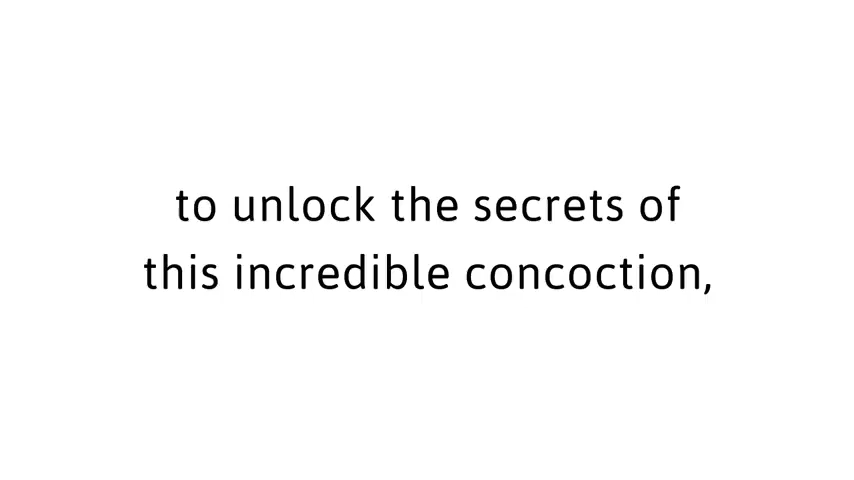 to unlock the secrets of
this incredible concoction,